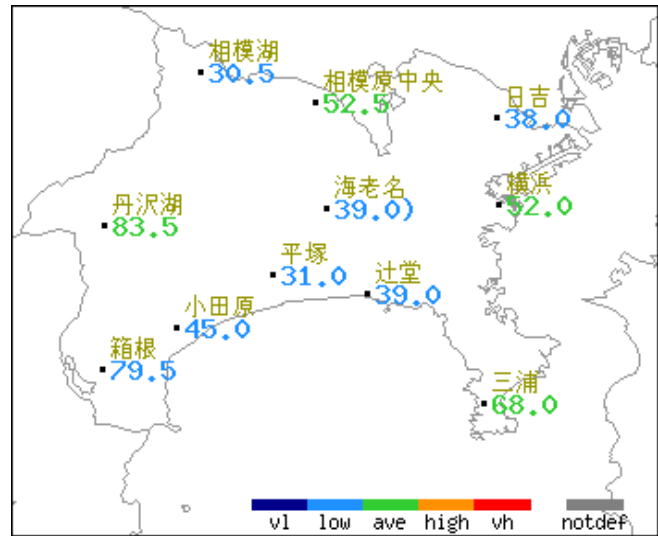 相模湖
30.5
相模原中央
52.5
日吉
38.0
海老名
39.0)
横浜
52.0
丹沢湖
83.5
平塚
31.0
辻堂
39.0
小田原
45.0
箱根
79.5
三浦
68.0
vl low ave high vh notdef